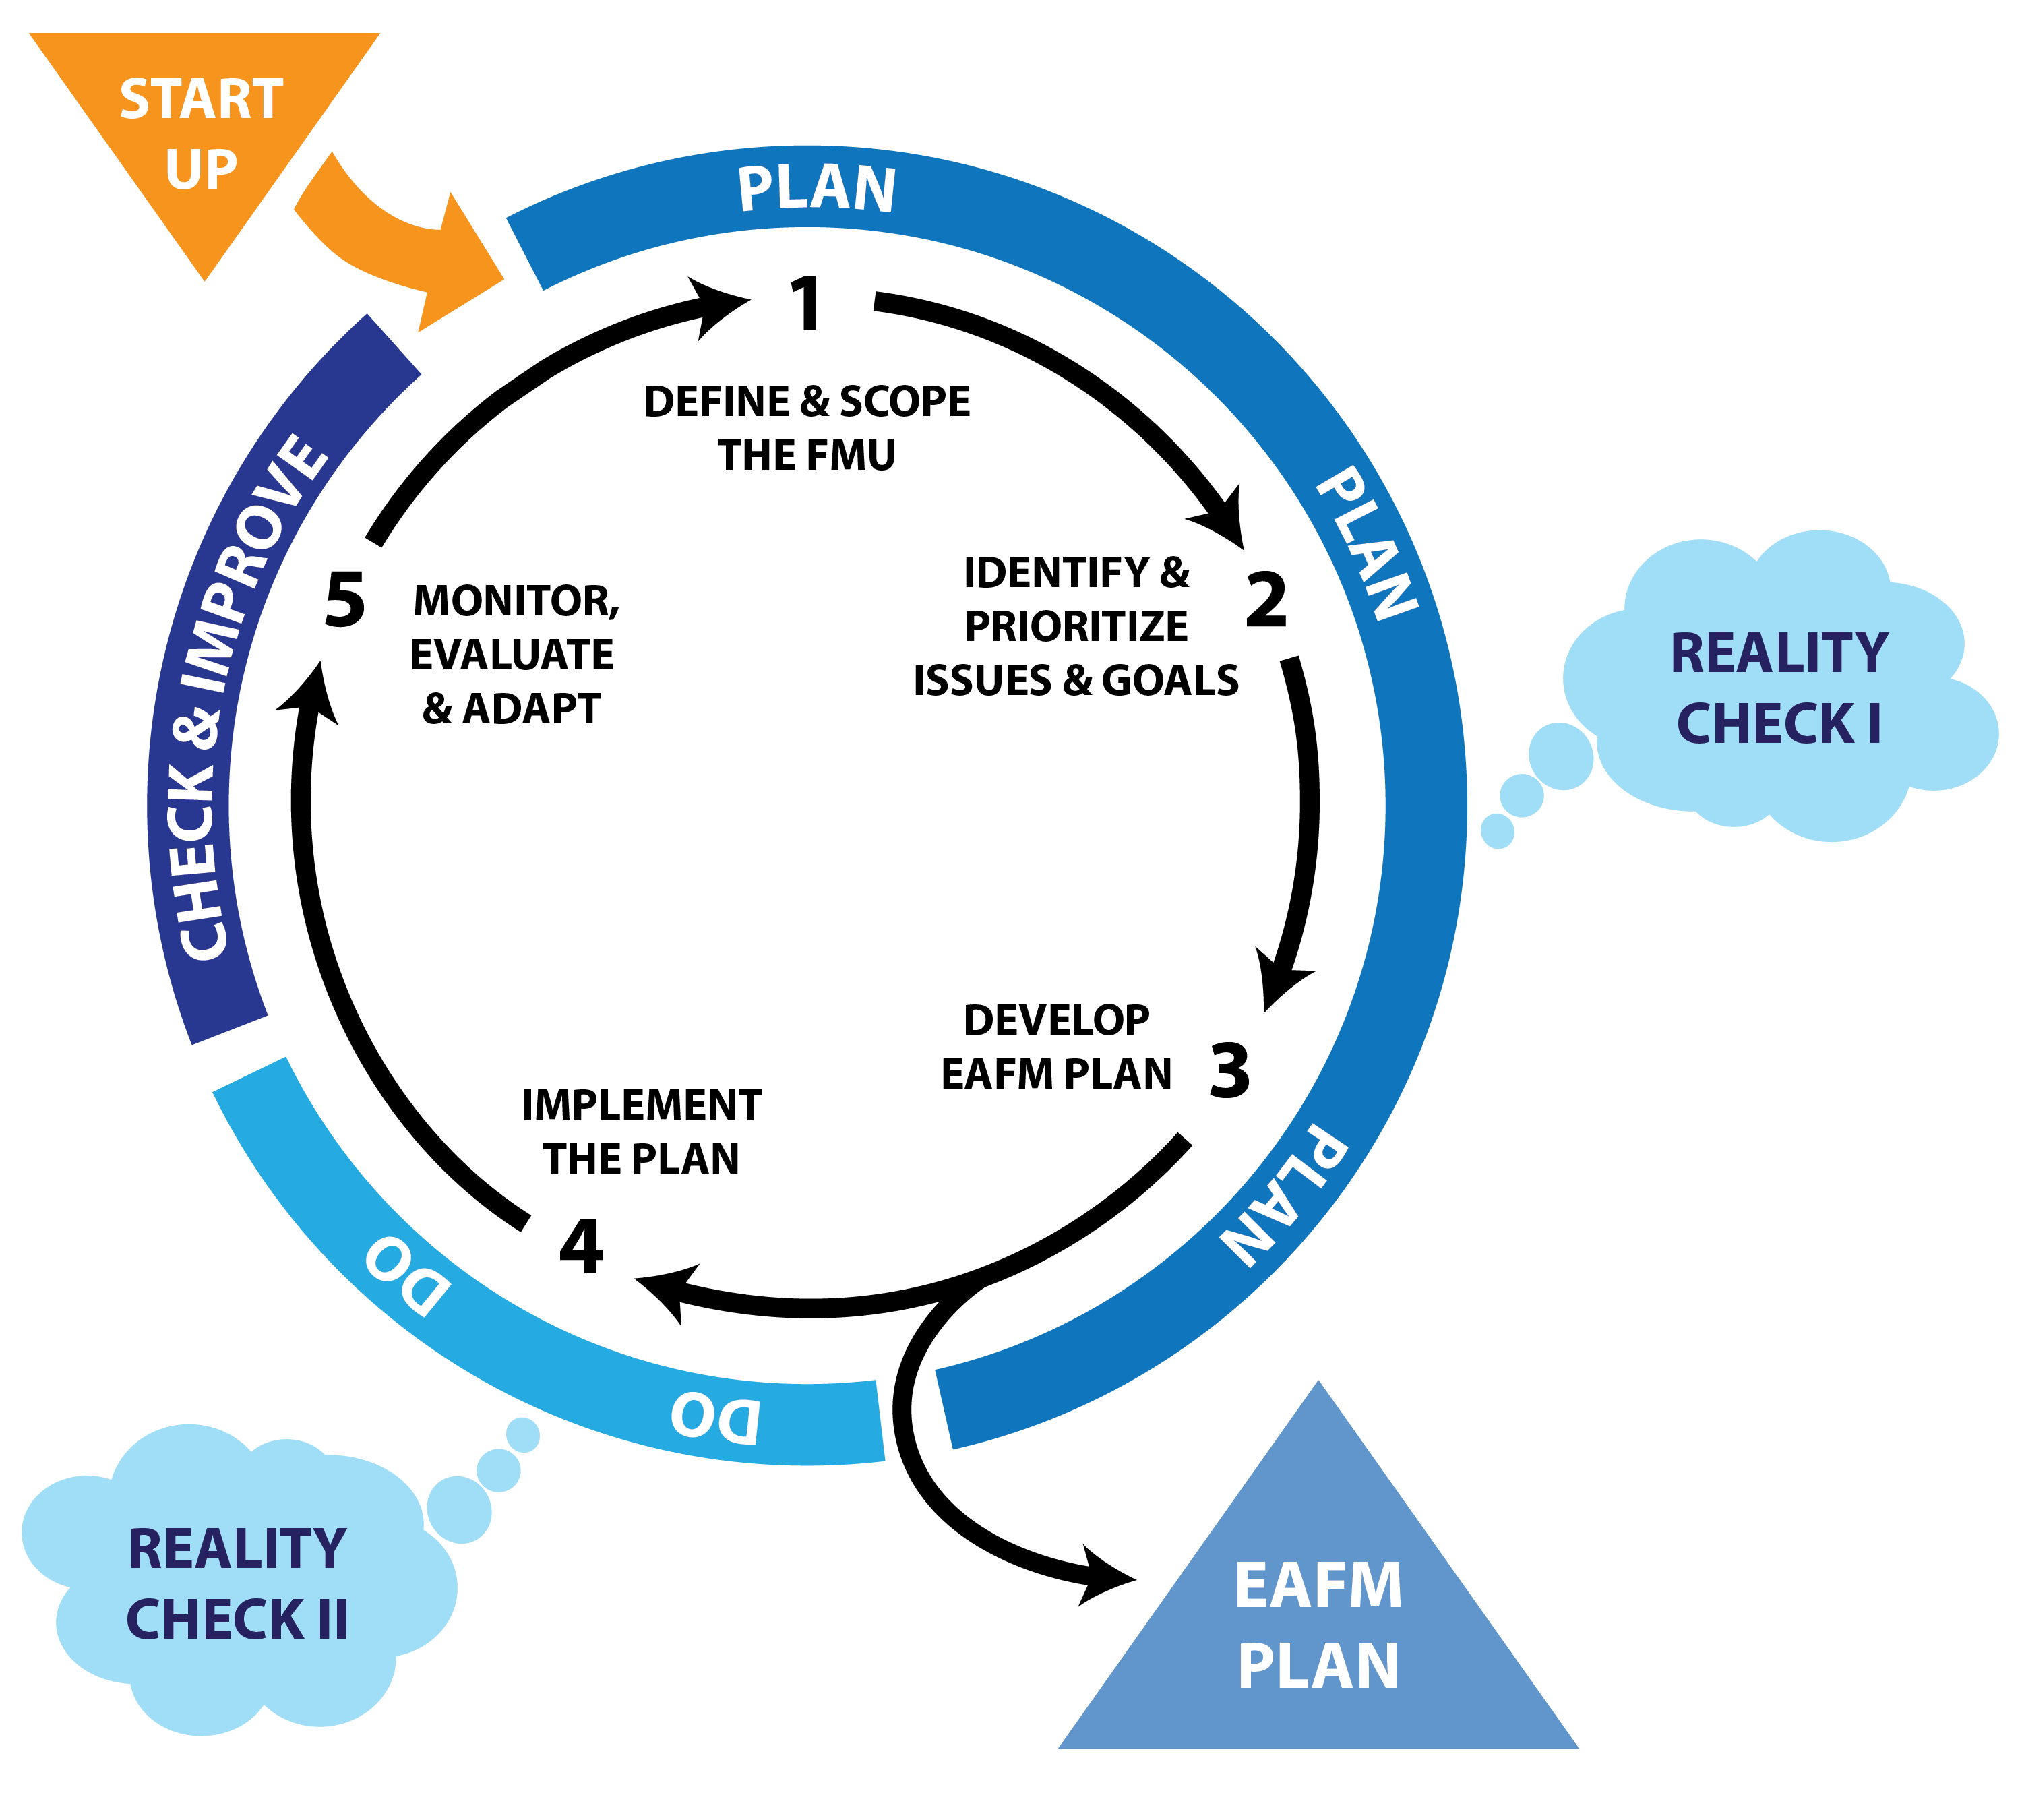 START
UP
PLAN
1
DEFINE & SCOPE
THE FMU
PLAN
2
IDENTIFY &
PRIORITIZE
ISSUES & GOALS
REALITY
CHECK I
3
DEVELOP
EAFM PLAN
PLAN
EAFM
PLAN
4
IMPLEMENT
THE PLAN
DO
DO
REALITY
CHECK II
5
MONITOR,
EVALUATE
& ADAPT
CHECK & IMPROVE